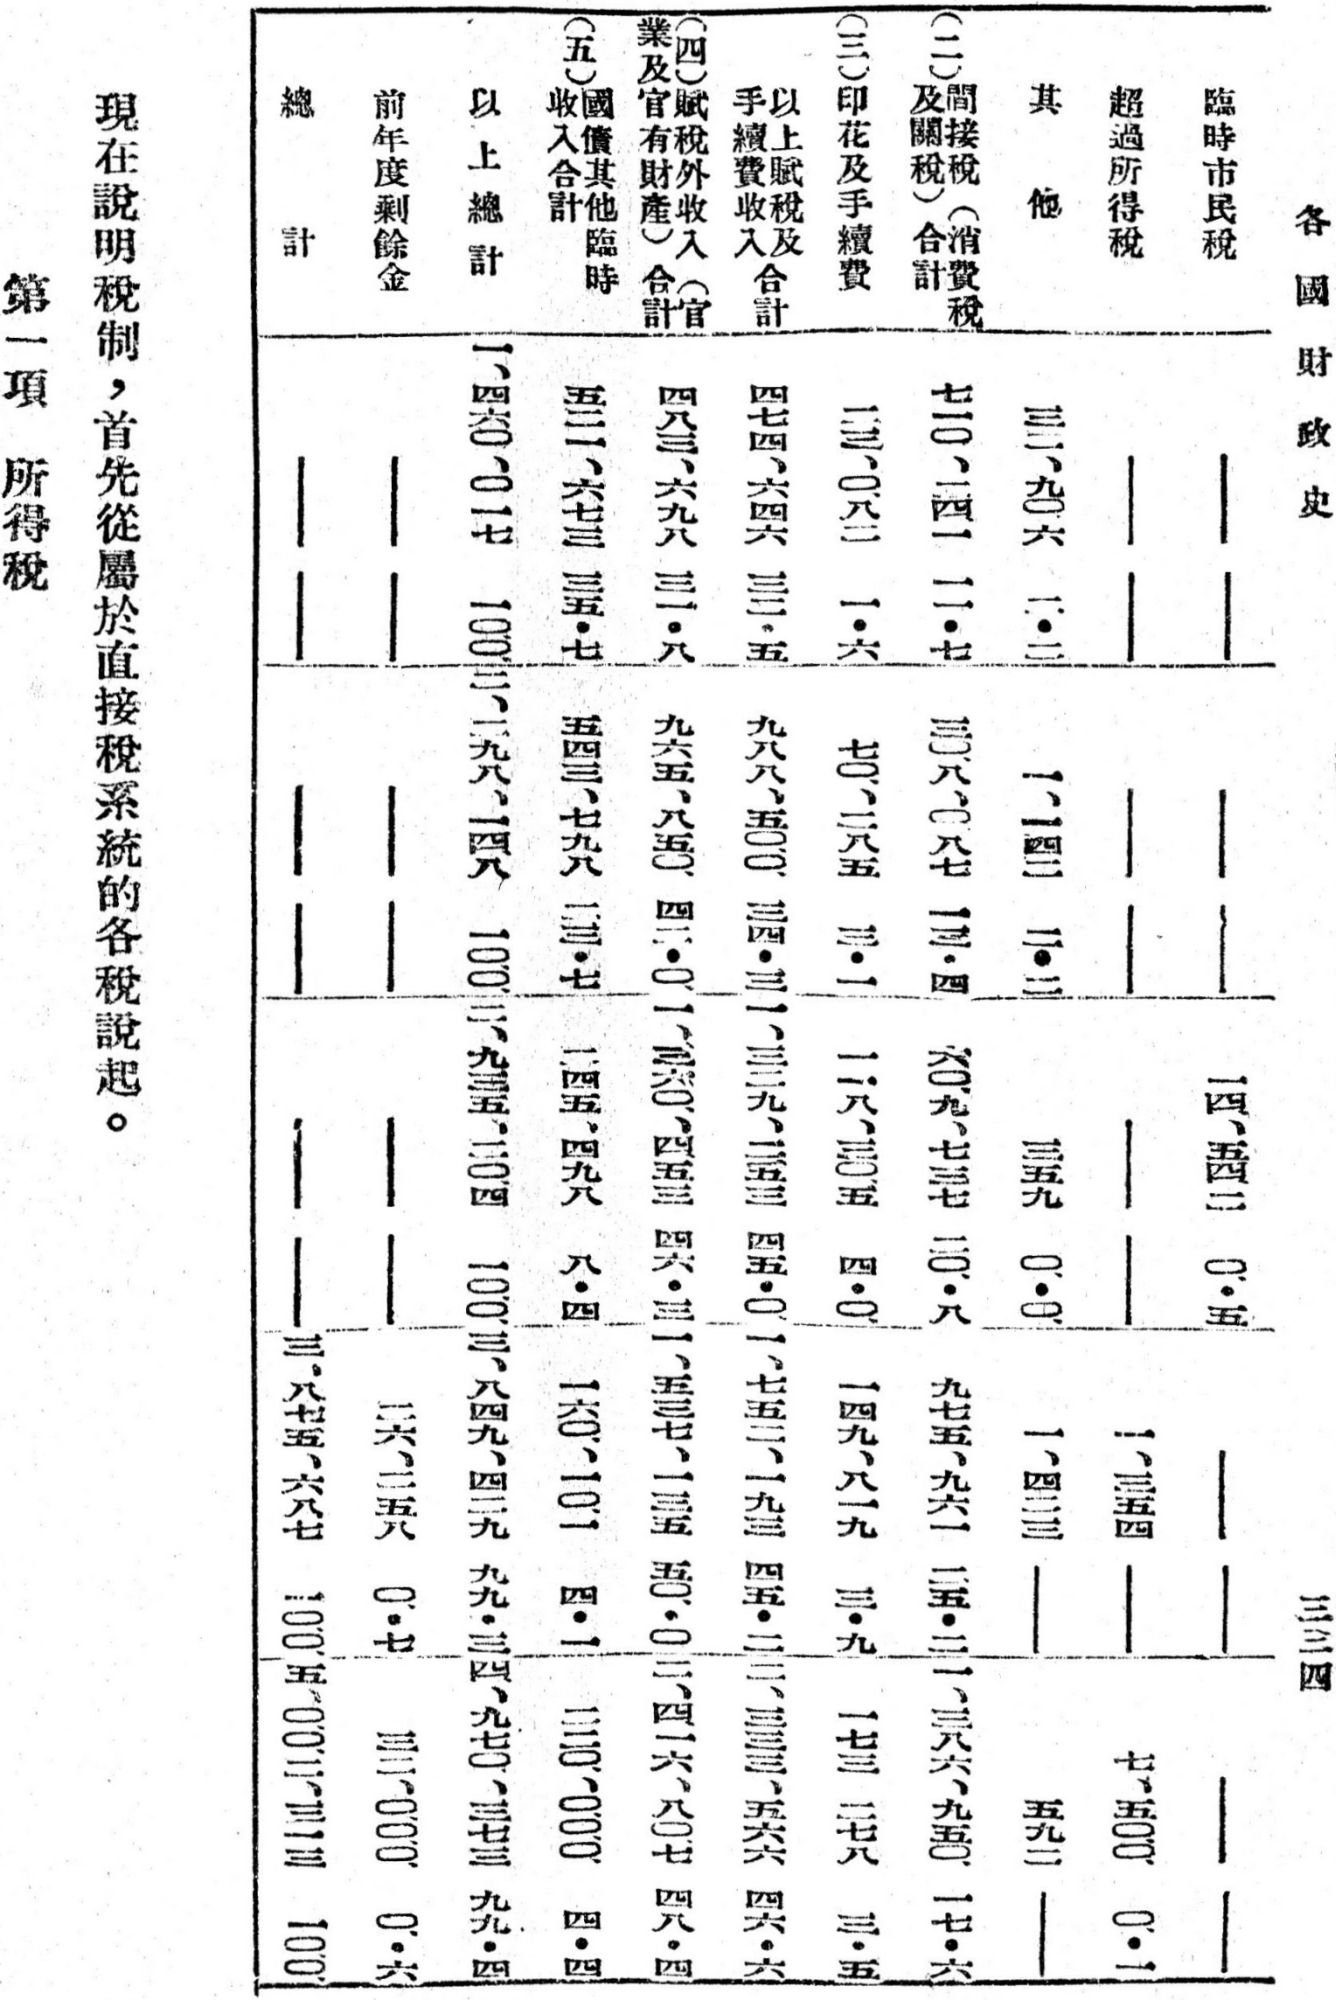 各國財政史 三三四
臨時市民稅 — — — — 一四、五四二 〇・五 — — — —
超過所得稅 — — — — — — 一、三五四 — 七、五〇〇 〇・一
其他 三二、九〇六 二・二 一、一四二 二・二 三五九 〇・〇 一、四二三 — 五九二 —
(二)間接稅(消費稅
及關稅)合計 七一〇、二四一 一一・七 三〇八、〇八七 一三・四 六〇九、七三七 二〇・八 九七五、九六一 二五・二 一、三八六、九五〇 一七・六
(三)印花及手續費 二三、〇八二 一・六 七〇、二八五 三・一 一一八、三〇五 四・〇 一四九、八一九 三・九 一七三 二七八 三・五
以上賦稅及
手續費收入合計 四七四、六四六 三二・五 九八八、五〇〇 三四・三 一、三二九、二五三 四五・〇 一、七五二、一九三 四五・二 二、三三三、五六六 四六・六
(四)賦稅外收入(官
業及官有財產)合計 四八三、六九八 三一・八 九六五、八五〇 四二・〇 一、三六〇、四五三 四六・三 一、五三七、一三五 五〇・〇 二、四一六、八〇七 四八・四
(五)國債其他臨時
收入合計 五二一、六七三 三五・七 五四三、七九八 二三・七 二四五、四九八 八・四 一六〇、一〇一 四・一 二二〇、〇〇〇 四・四
以上總計 一、四六〇、〇一七 一〇〇 二、二九八、一四八 一〇〇 二、九三五、二〇四 一〇〇 三、八四九、四二九 九九・三 四、九七〇、三七三 九九・四
前年度剩餘金 — — — — — — 二六、二五八 〇・七 三二、〇〇〇 〇・六
總計 — — — — — — 三、八七五、六八七 一〇〇 五、〇〇二、三一三 一〇〇
現在說明稅制，首先從屬於直接稅系統的各稅說起。
第一項 所得稅